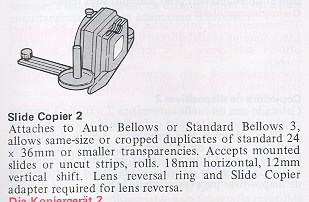 Slide Copier 2
Attaches to Auto Bellows or Standard Bellows 3,
allows same-size or cropped duplicates of standard 24
× 36mm or smaller transparencies. Accepts mounted
slides or uncut strips, rolls. 18mm horizontal, 12mm
vertical shift. Lens reversal ring and Slide Copier
adapter required for lens reversa.
Dia Kopiergerät 2